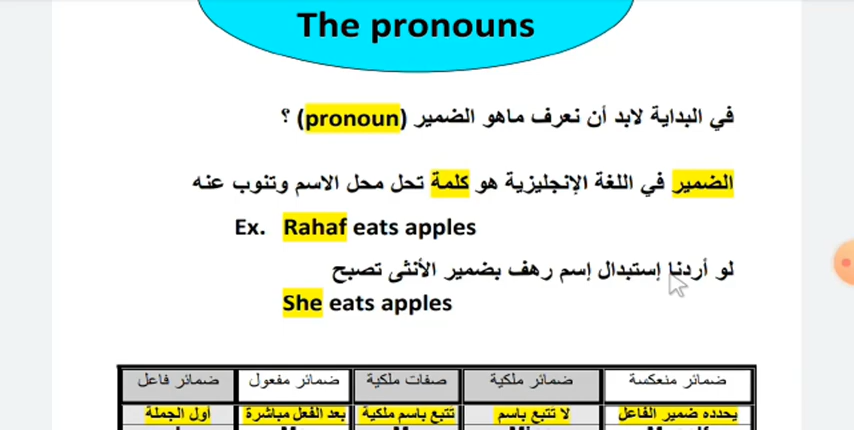 The pronouns
في البداية لابد أن نعرف ماهو الضمير (pronoun) ؟
الضمير في اللغة الإنجليزية هو كلمة تحل محل الاسم وتنوب عنه
Ex. Rahaf eats apples
لو أردنا إستبدال إسم رهف بضمير الأنثى تصبح
She eats apples
ضمائر منعكسة ضمائر ملكية صفات ملكية ضمائر مفعول ضمائر فاعل
يحدده ضمير الفاعل لا تتبع باسم تتبع باسم ملكية بعد الفعل مباشرة أول الجملة